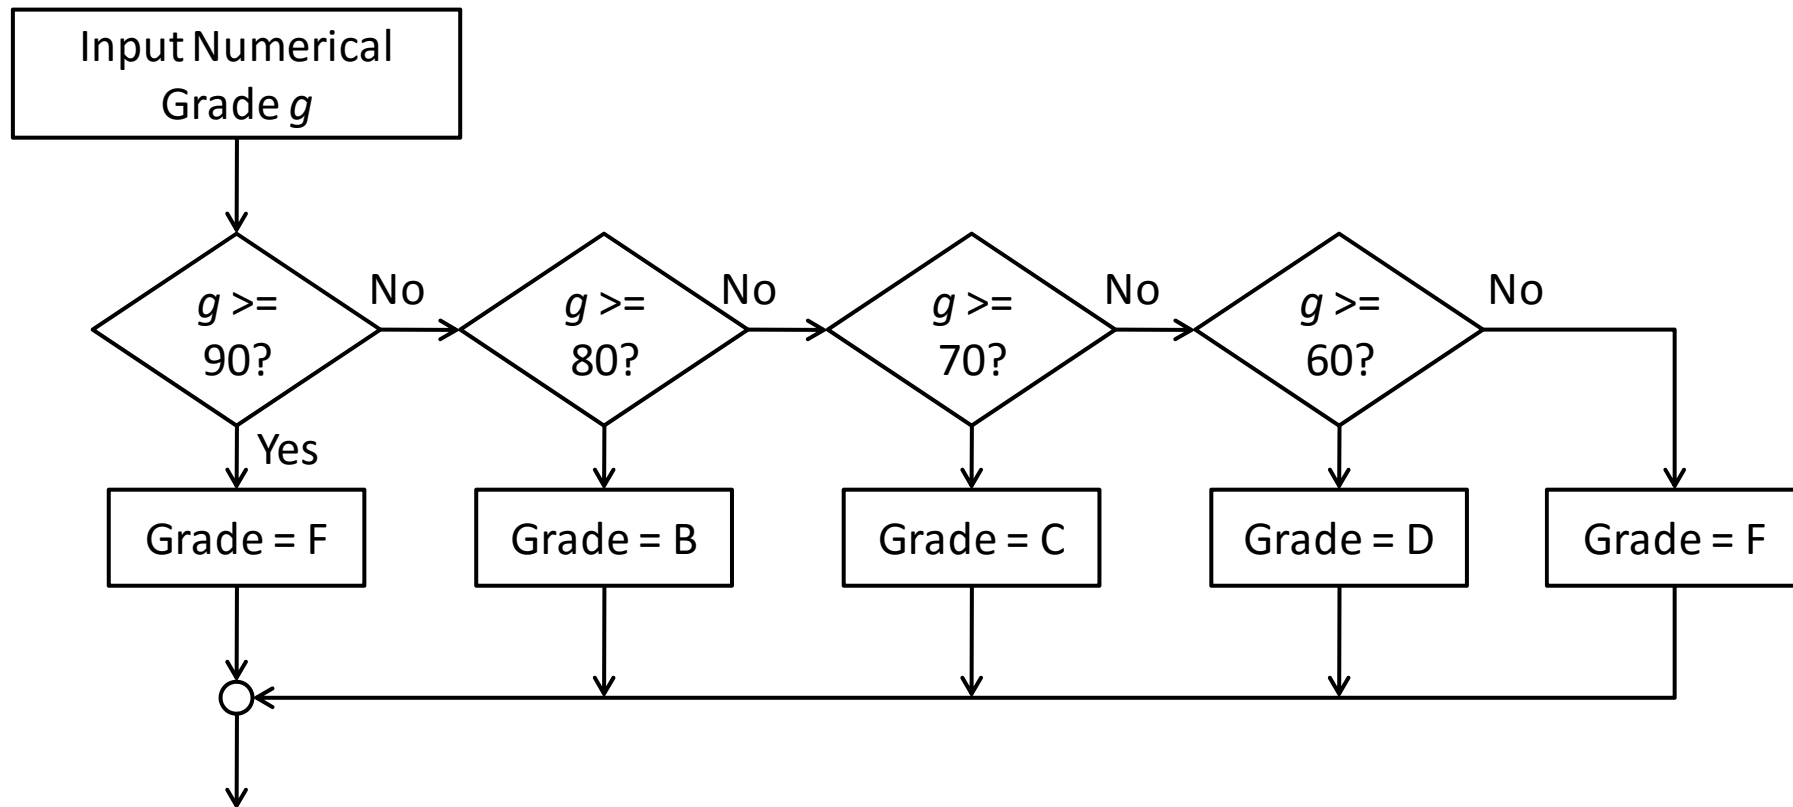 Input Numerical
Grade g
No
No
No
No
g >=
90?
g >=
80?
g >=
70?
g >=
60?
Yes
Grade = F
Grade = B
Grade = C
Grade = D
Grade = F